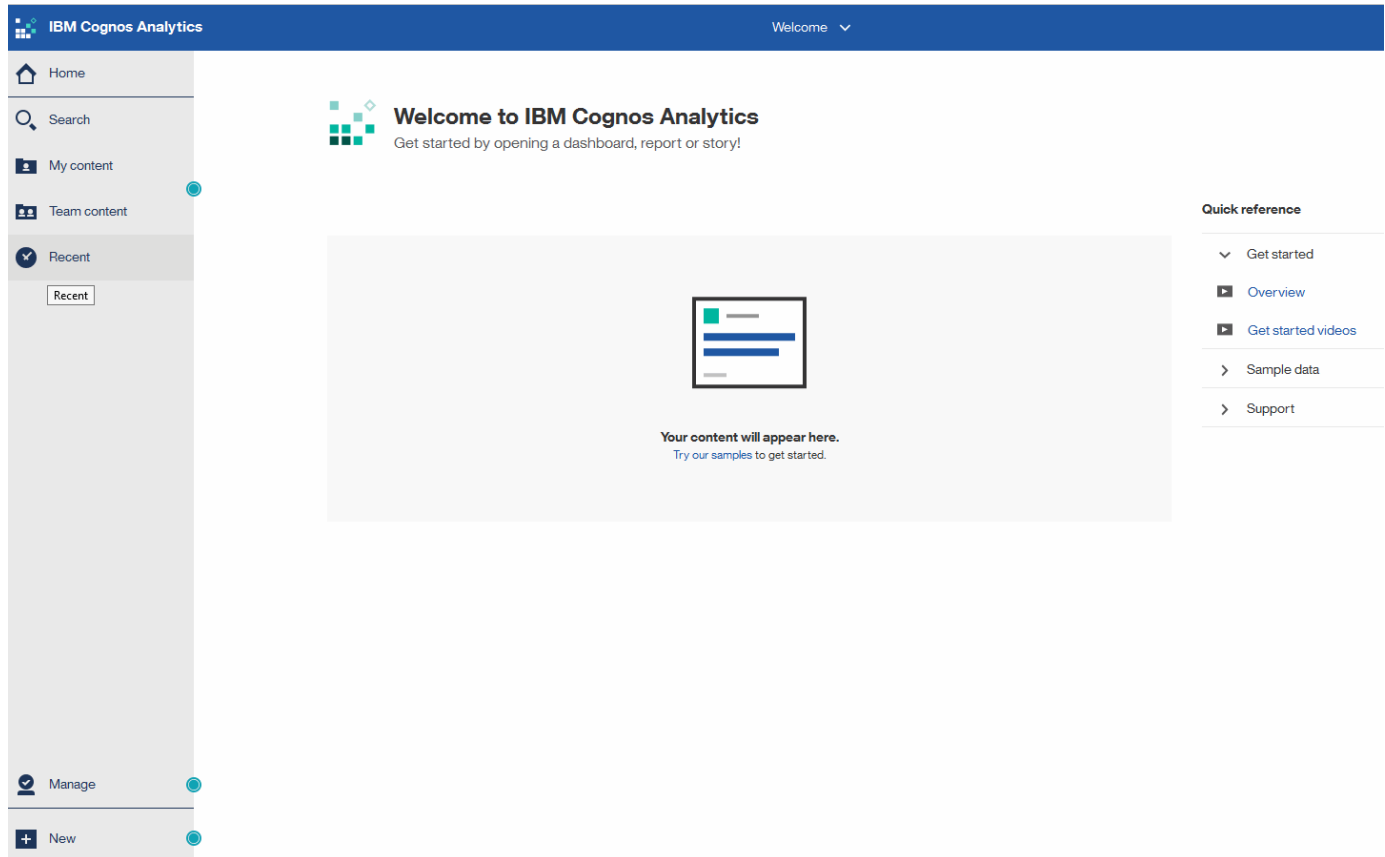 IBM Cognos Analytics
Welcome
Home
Search
My content
Team content
Recent
Recent
Manage
New
Welcome to IBM Cognos Analytics
Get started by opening a dashboard, report or story!
Your content will appear here.
Try our samples to get started.
Quick reference
Get started
Overview
Get started videos
Sample data
Support